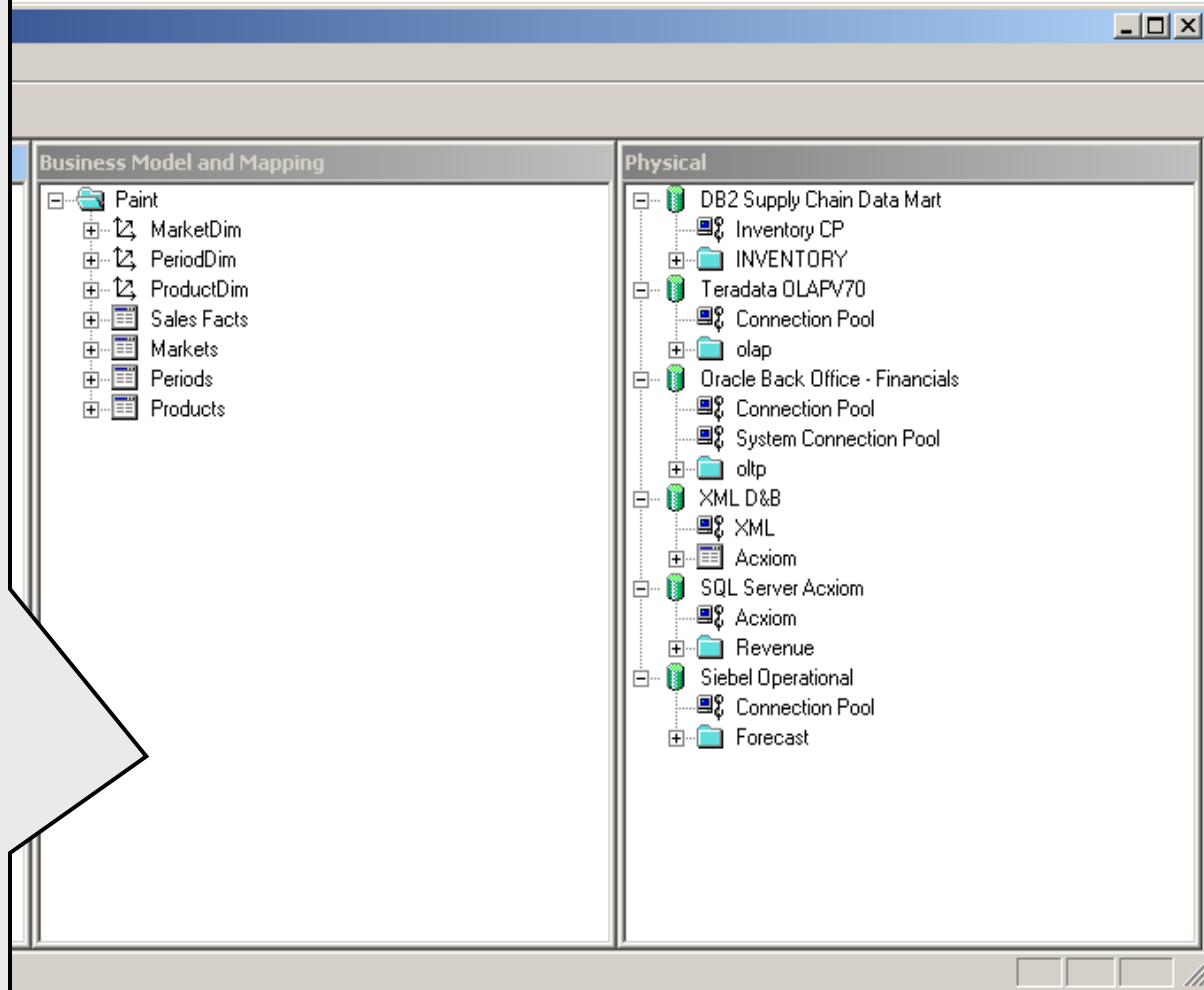 Business Model and Mapping
Paint
MarketDim
PeriodDim
ProductDim
Sales Facts
Markets
Periods
Products
Physical
DB2 Supply Chain Data Mart
Inventory CP
INVENTORY
Teradata OLAPV70
Connection Pool
olap
Oracle Back Office - Financials
Connection Pool
System Connection Pool
oltp
XML D&B
XML
Acxiom
SQL Server Acxiom
Acxiom
Revenue
Siebel Operational
Connection Pool
Forecast